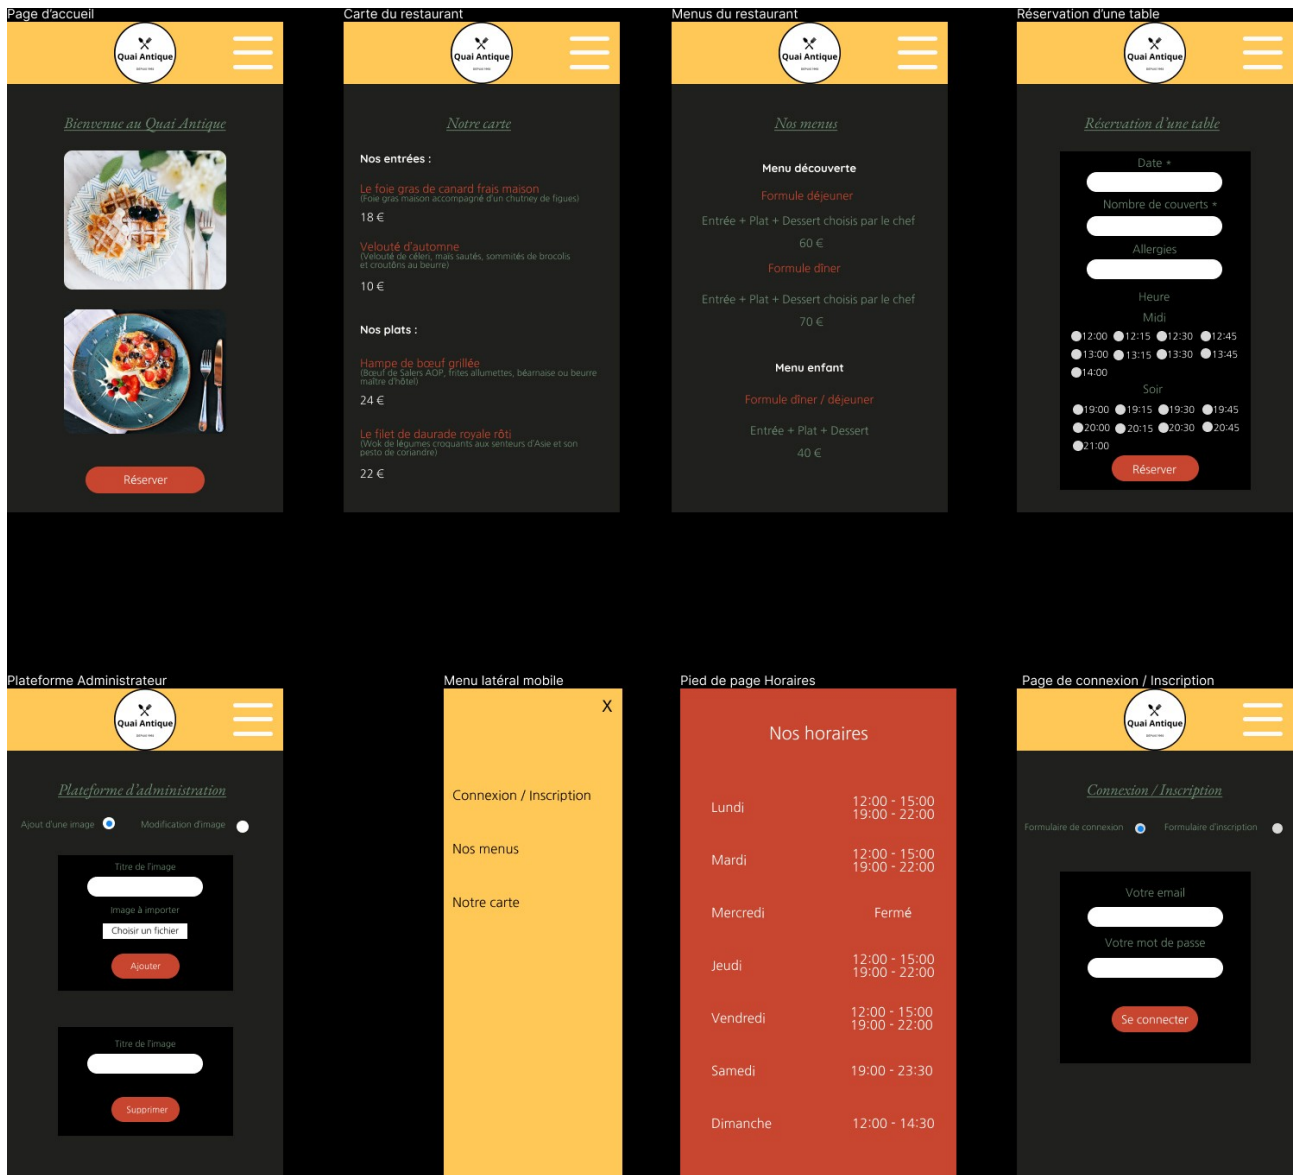 Page d'accueil
Quai Antique
Bienvenue au Quai Antique
Réserver
Carte du restaurant
Quai Antique
Notre carte
Nos entrées :
Le foie gras de canard frais maison
(Foie gras maison accompagné d'un chutney de figues)
18 €
Velouté d'automne
(Velouté de céleri, maïs sautés, sommités de brocolis
et croutôns au beurre)
10 €
Nos plats :
Hampe de bœuf grillée
(Bœuf de Salers AOP, frites allumettes, béarnaise ou beurre
maître d'hôtel)
24 €
Le filet de daurade royale rôti
(Wok de légumes croquants aux senteurs d'Asie et son
pesto de coriandre)
22 €
Menus du restaurant
Quai Antique
Nos menus
Menu découverte
Formule déjeuner
Entrée + Plat + Dessert choisis par le chef
60 €
Formule dîner
Entrée + Plat + Dessert choisis par le chef
70 €
Menu enfant
Formule dîner / déjeuner
Entrée + Plat + Dessert
40 €
Réservation d'une table
Quai Antique
Réservation d'une table
Date *
Nombre de couverts *
Allergies
Heure
Midi
12:00 12:15 12:30 12:45
13:00 13:15 13:30 13:45
14:00
Soir
19:00 19:15 19:30 19:45
20:00 20:15 20:30 20:45
21:00
Réserver
Plateforme Administrateur
Quai Antique
Plateforme d'administration
Ajout d'une image Modification d'image
Titre de l'image
Image à importer
Choisir un fichier
Ajouter
Titre de l'image
Supprimer
Menu latéral mobile
X
Connexion / Inscription
Nos menus
Notre carte
Pied de page Horaires
Nos horaires
Lundi 12:00 - 15:00
19:00 - 22:00
Mardi 12:00 - 15:00
19:00 - 22:00
Mercredi Fermé
Jeudi 12:00 - 15:00
19:00 - 22:00
Vendredi 12:00 - 15:00
19:00 - 22:00
Samedi 19:00 - 23:30
Dimanche 12:00 - 14:30
Page de connexion / Inscription
Quai Antique
Connexion / Inscription
Formulaire de connexion Formulaire d'inscription
Votre email
Votre mot de passe
Se connecter